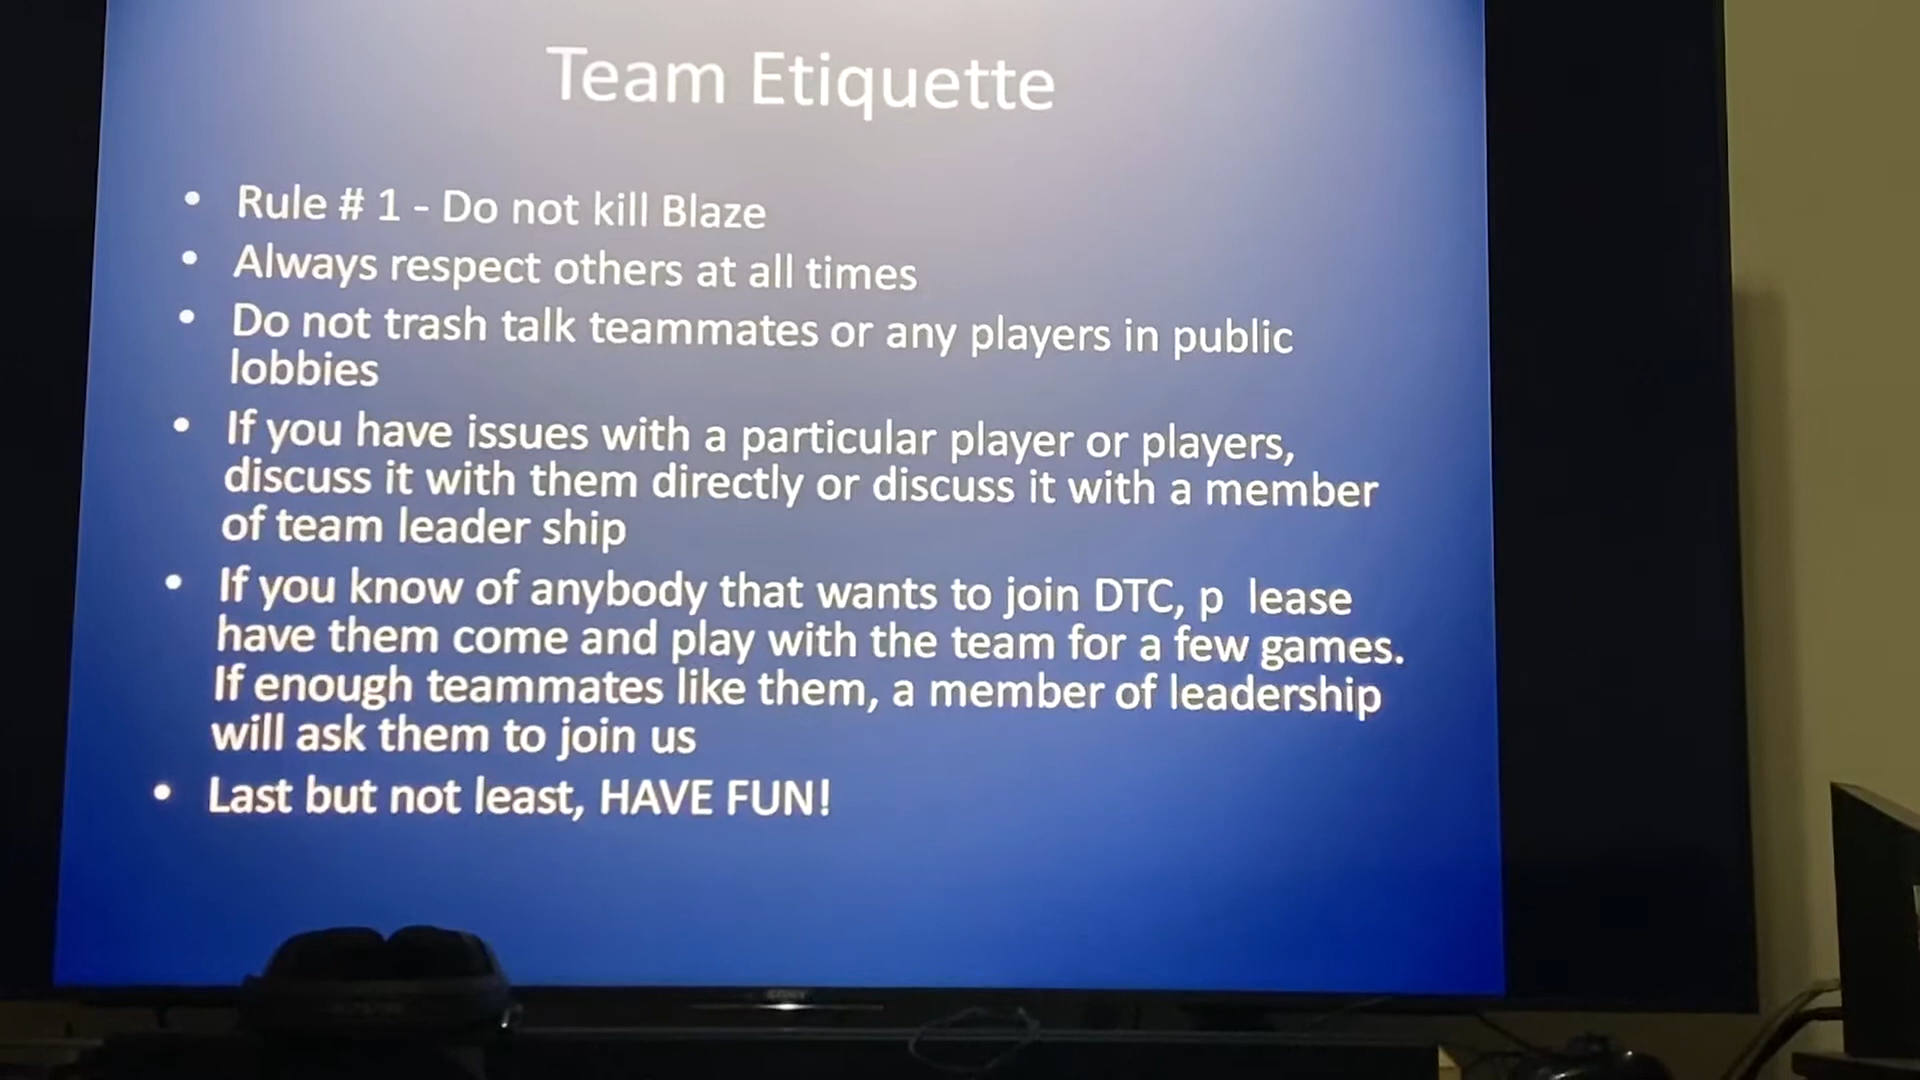 Team Etiquette
• Rule # 1 - Do not kill Blaze
• Always respect others at all times
• Do not trash talk teammates or any players in public
lobbies
• If you have issues with a particular player or players,
discuss it with them directly or discuss it with a member
of team leader ship
• If you know of anybody that wants to join DTC, p  lease
have them come and play with the team for a few games.
If enough teammates like them, a member of leadership
will ask them to join us
• Last but not least, HAVE FUN!
SONY